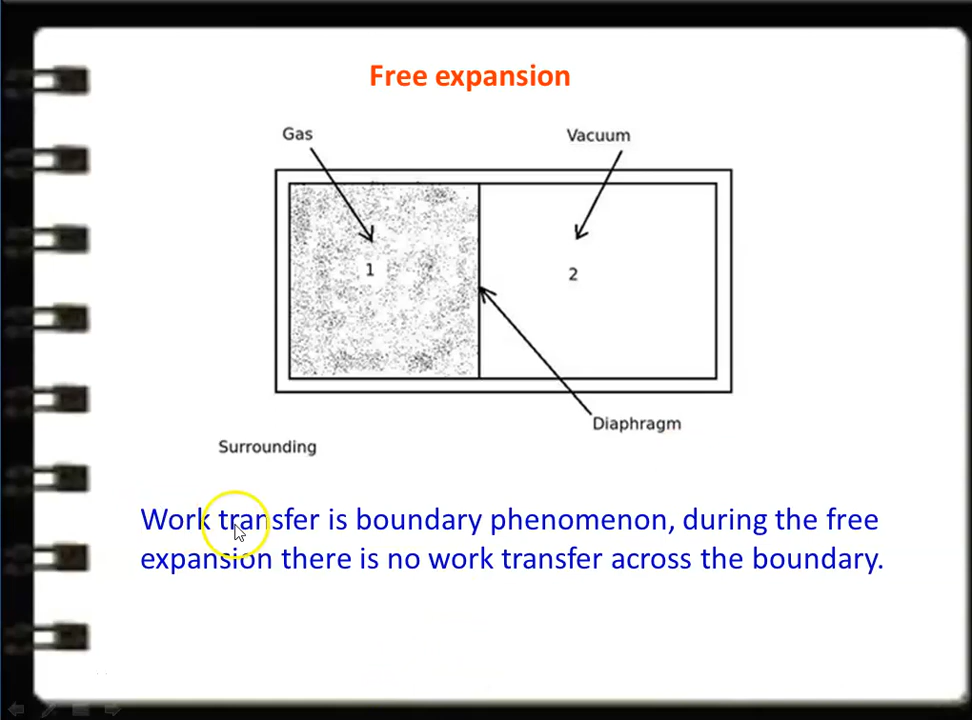 Free expansion
Gas
Vacuum
1
2
Diaphragm
Surrounding
Work transfer is boundary phenomenon, during the free
expansion there is no work transfer across the boundary.